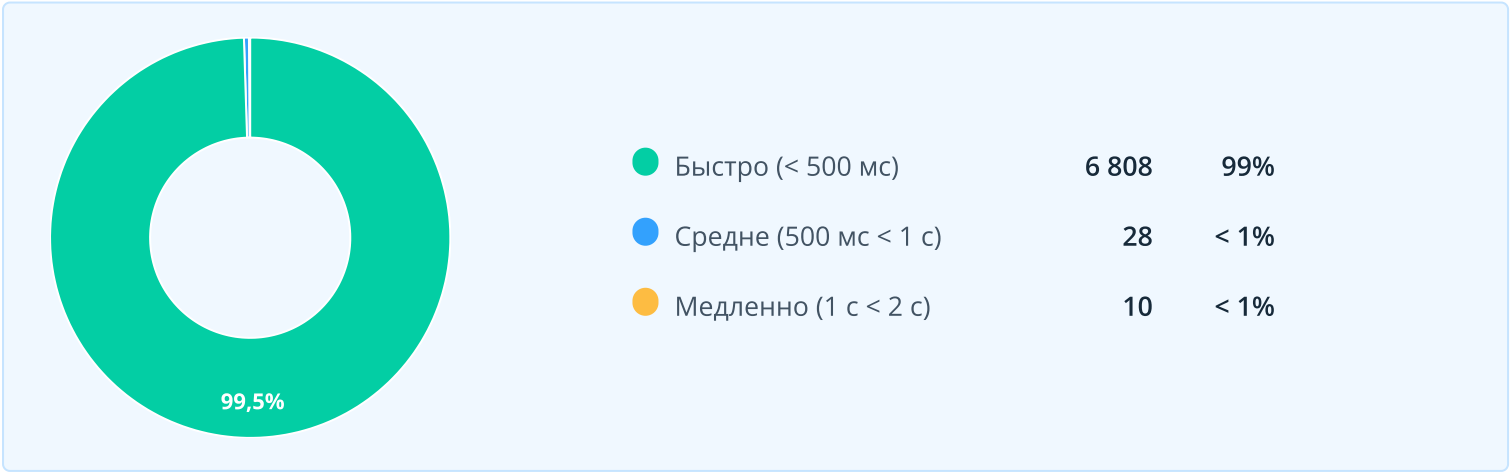 Быстро (< 500 мс) 6 808 99%
Средне (500 мс < 1 с) 28 < 1%
Медленно (1 с < 2 с) 10 < 1%
99,5%